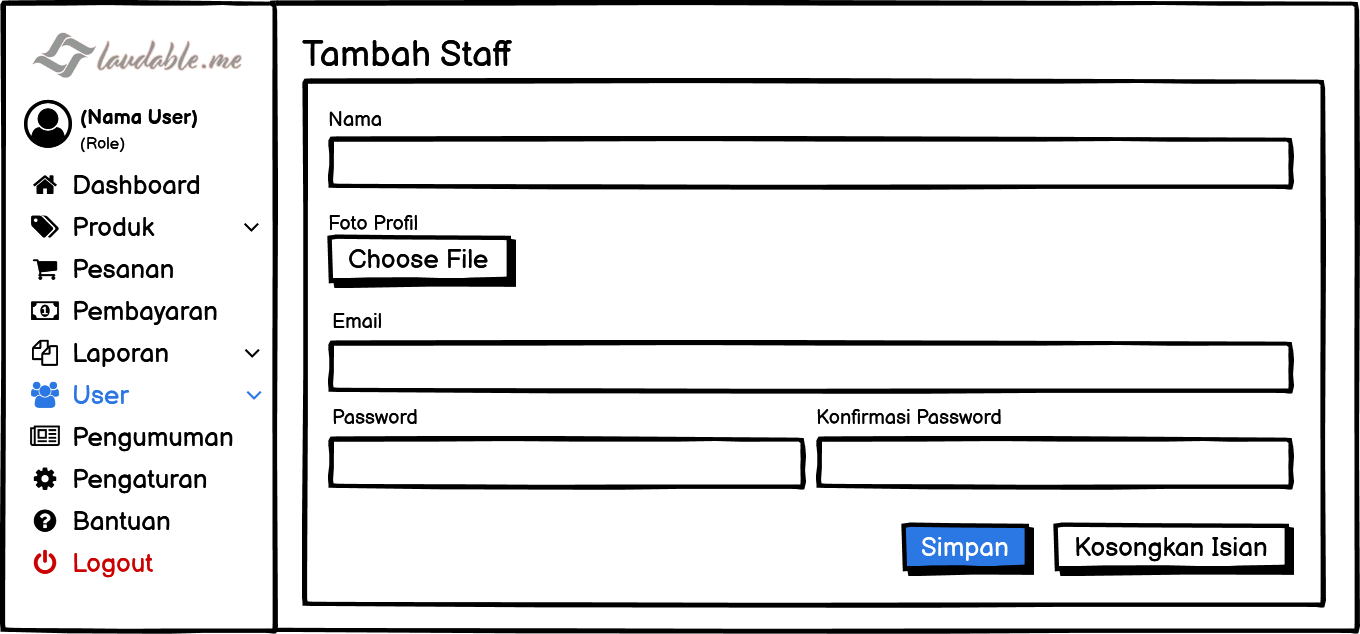 laudable.me
(Nama User)
(Role)
Dashboard
Produk
Pesanan
Pembayaran
Laporan
User
Pengumuman
Pengaturan
Bantuan
Logout
Tambah Staff
Nama
Foto Profil
Choose File
Email
Password
Konfirmasi Password
Simpan
Kosongkan Isian